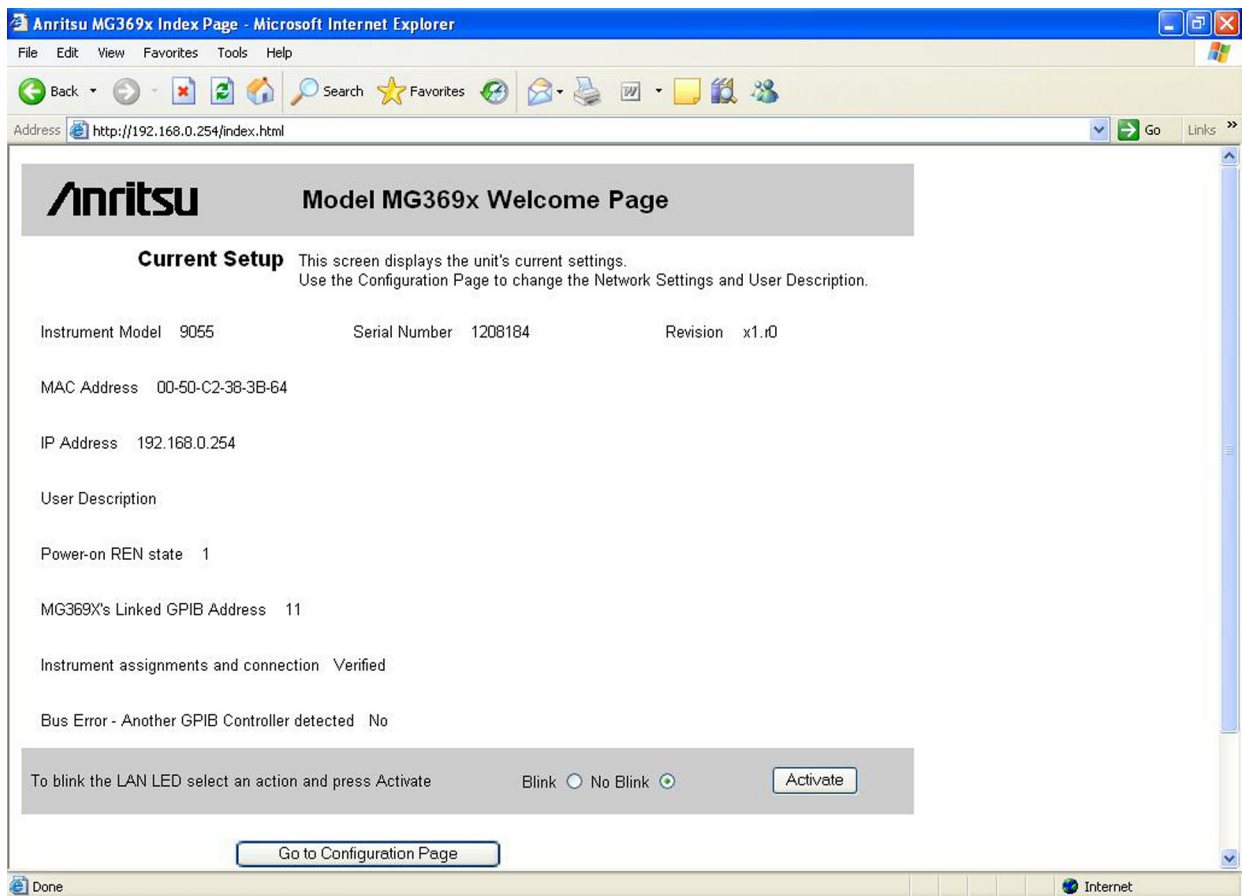 Anritsu MG369x Index Page - Microsoft Internet Explorer
File Edit View Favorites Tools Help
Back Search Favorites
Address http://192.168.0.254/index.html Go Links »
Anritsu Model MG369x Welcome Page
Current Setup This screen displays the unit's current settings.
Use the Configuration Page to change the Network Settings and User Description.
Instrument Model 9055 Serial Number 1208184 Revision x1.r0
MAC Address 00-50-C2-38-3B-64
IP Address 192.168.0.254
User Description
Power-on REN state 1
MG369X's Linked GPIB Address 11
Instrument assignments and connection Verified
Bus Error - Another GPIB Controller detected No
To blink the LAN LED select an action and press Activate Blink No Blink Activate
Go to Configuration Page
Done Internet